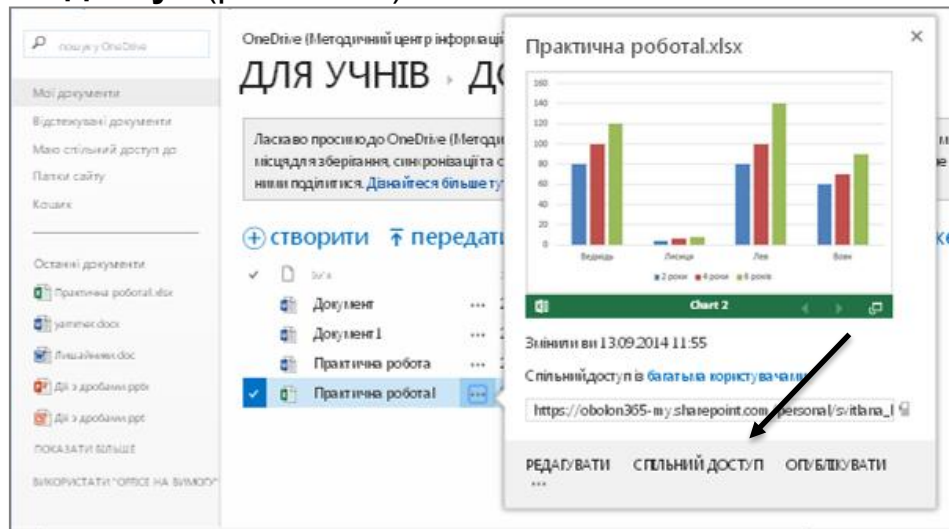 пошук у OneDrive
Мої документи
Відстежувані документи
Маю спільний доступ до
Папки сайту
Кошик
Останні документи
Практична робота1.xlsx
yammer.docx
Лишайники.doc
Дії з дробами.pptx
Дії з дробами.ppt
ПОКАЗАТИ БІЛЬШЕ
ВИКОРИСТАТИ "OFFICE НА ВИМОГУ"
OneDrive (Методичний центр інформації
ДЛЯ УЧНІВ
Ласкаво просимо до OneDrive (Методи
місця для зберігання, синхронізації та с
ними поділитися. Дізнайтеся більше ту
створити передати
Документ ...
Документ1 ...
Практична робота ...
Практична робота1 ...
Практична робота1.xlsx
160
140
120
100
80
60
40
20
0
Ведмідь Лисиця Лев Вовк
2 роки 4 роки 6 років
Chart 2
Змінили ви 13.09.2014 11:55
Спільний доступ із багатьма користувачами
https://obolon365-my.sharepoint.com/personal/svitlana_l
РЕДАГУВАТИ СПІЛЬНИЙ ДОСТУП ОПУБЛІКУВАТИ
...